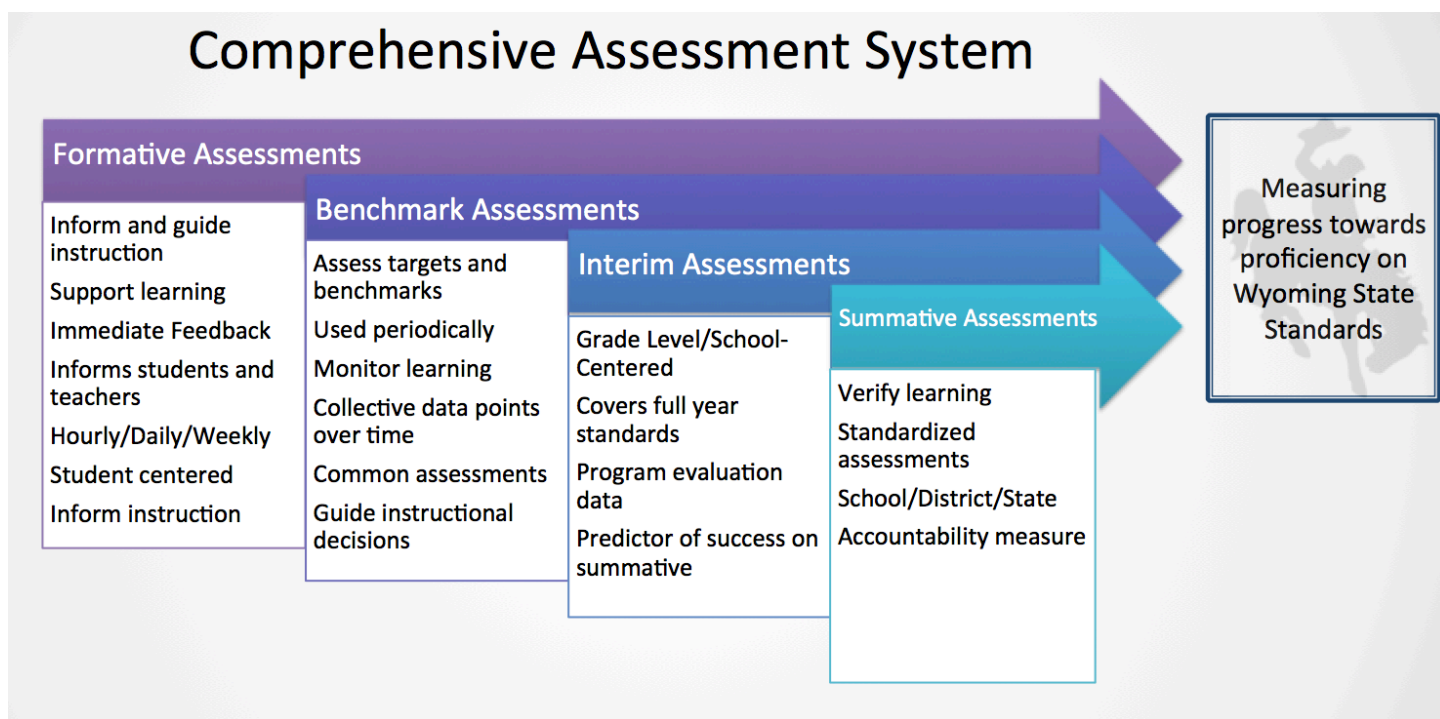 Comprehensive Assessment System
Formative Assessments
Inform and guide
instruction
Support learning
Immediate Feedback
Informs students and
teachers
Hourly/Daily/Weekly
Student centered
Inform instruction
Benchmark Assessments
Assess targets and
benchmarks
Used periodically
Monitor learning
Collective data points
over time
Common assessments
Guide instructional
decisions
Interim Assessments
Grade Level/School-
Centered
Covers full year
standards
Program evaluation
data
Predictor of success on
summative
Summative Assessments
Verify learning
Standardized
assessments
School/District/State
Accountability measure
Measuring
progress towards
proficiency on
Wyoming State
Standards